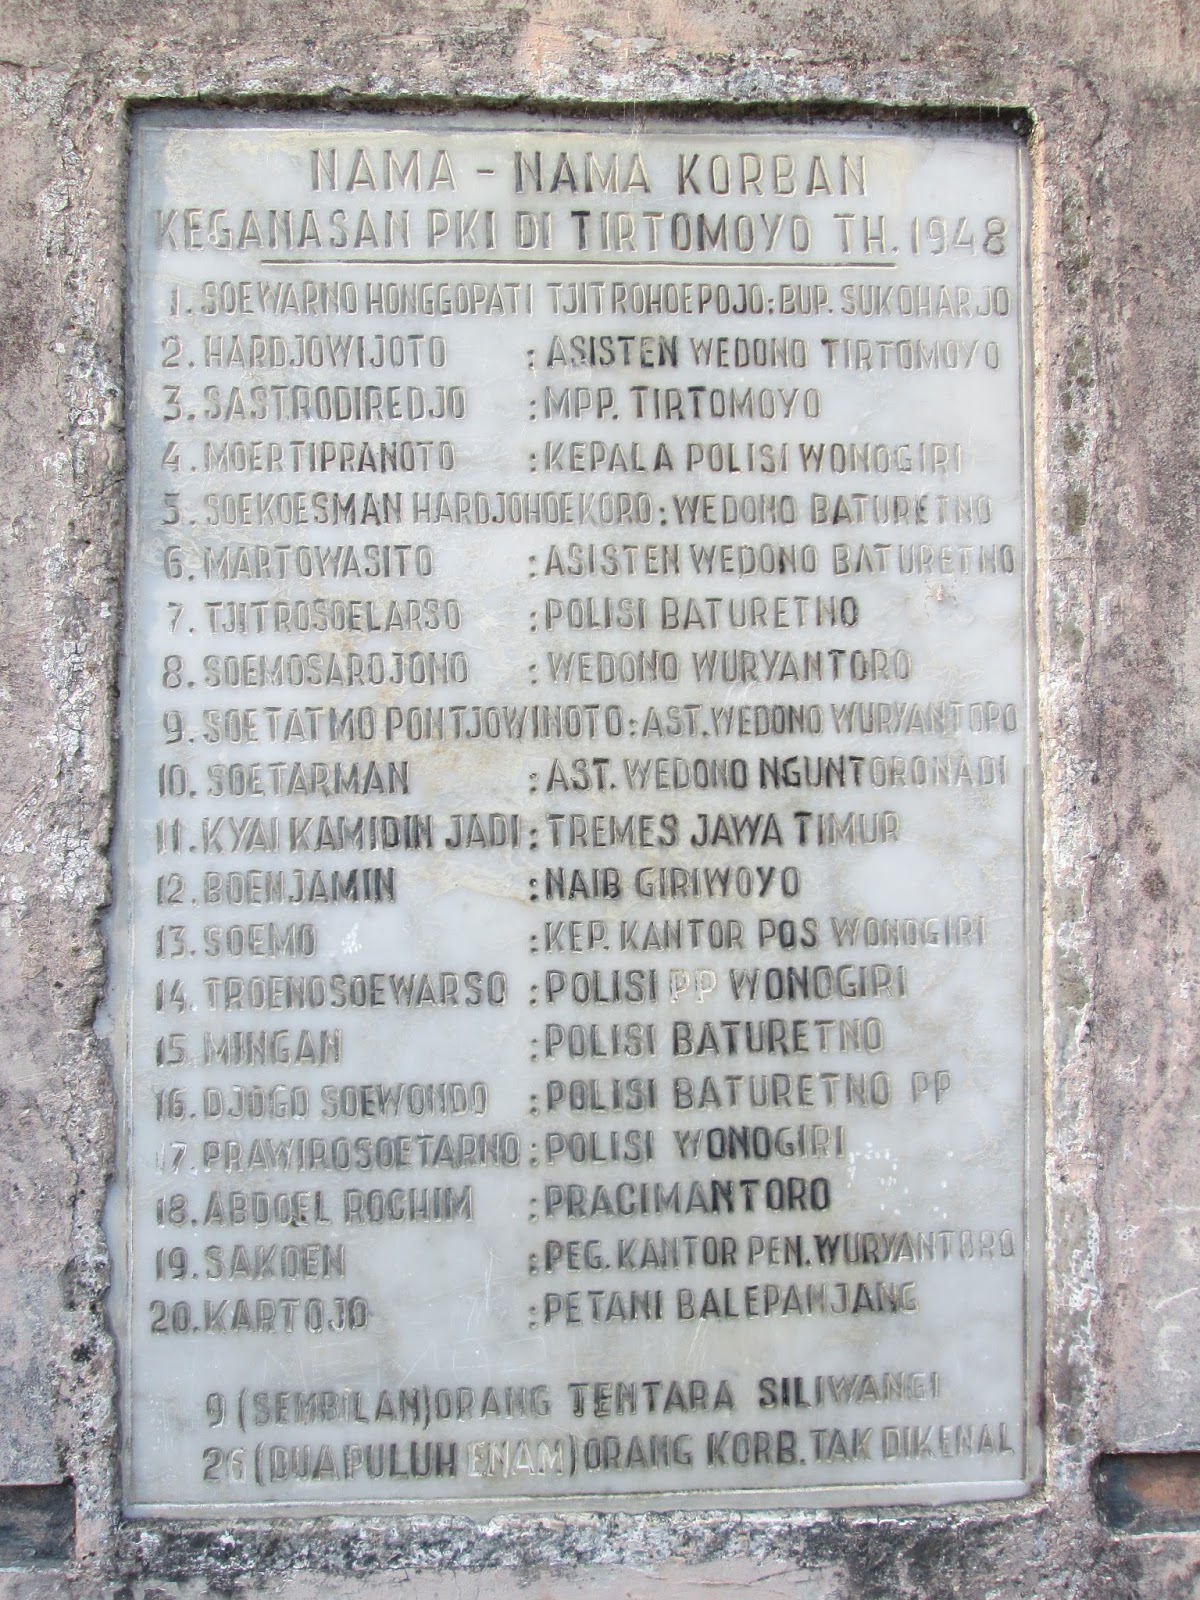 NAMA - NAMA KORBAN
KEGANASAN PKI DI TIRTOMOYO TH. 1948
1. SOEWARNO HONGGOPATI TJITROHOEPOJO: BUP. SUKOHARJO
2. HARDJOWIJOTO : ASISTEN WEDONO TIRTOMOYO
3. SASTRODIREDJO : MPP. TIRTOMOYO
4. MOERTIPRANOTO : KEPALA POLISI WONOGIRI
5. SOEKOESMAN HARDJOHOEKORO: WEDONO BATURETNO
6. MARTOWASITO : ASISTEN WEDONO BATURETNO
7. TJITROSOELARSO : POLISI BATURETNO
8. SOEMOSAROJONO : WEDONO WURYANTORO
9. SOETATMO PONTJOWINOTO: AST. WEDONO WURYANTORO
10. SOETARMAN : AST. WEDONO NGUNTORONADI
11. KYAI KAMIDIN JADI : TREMES JAWA TIMUR
12. BOENJAMIN : NAIB GIRIWOYO
13. SOEMO : KEP. KANTOR POS WONOGIRI
14. TROENOSOEWARSO : POLISI PP WONOGIRI
15. MINGAN : POLISI BATURETNO
16. DJOGO SOEWONDO : POLISI BATURETNO PP
17. PRAWIROSOETARNO : POLISI WONOGIRI
18. ABDOEL ROCHIM : PRACIMANTORO
19. SAKOEN : PEG. KANTOR PEN. WURYANTORO
20. KARTOJO : PETANI BALEPANJANG
9 (SEMBILAN) ORANG TENTARA SILIWANGI
26 (DUA PULUH ENAM) ORANG KORB. TAK DIKENAL